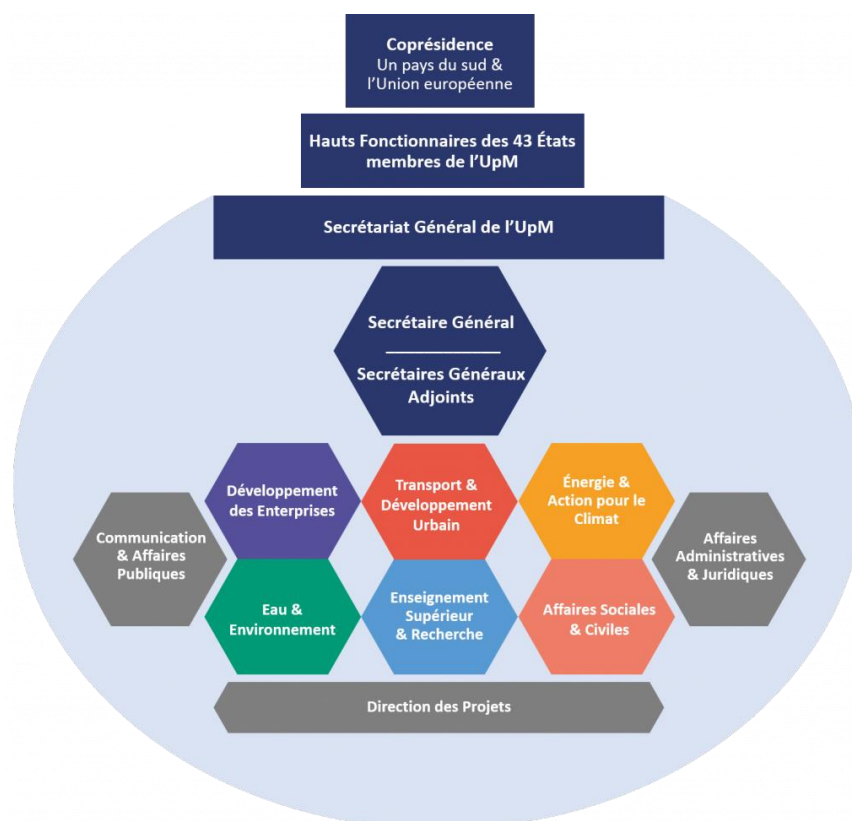 Coprésidence
Un pays du sud &
l'Union européenne
Hauts Fonctionnaires des 43 États
membres de l'UpM
Secrétariat Général de l'UpM
Secrétaire Général
Secrétaires Généraux
Adjoints
Développement
des Enterprises
Transport &
Développement
Urbain
Énergie &
Action pour le
Climat
Communication
& Affaires
Publiques
Affaires
Administratives
& Juridiques
Eau &
Environnement
Enseignement
Supérieur
& Recherche
Affaires Sociales
& Civiles
Direction des Projets